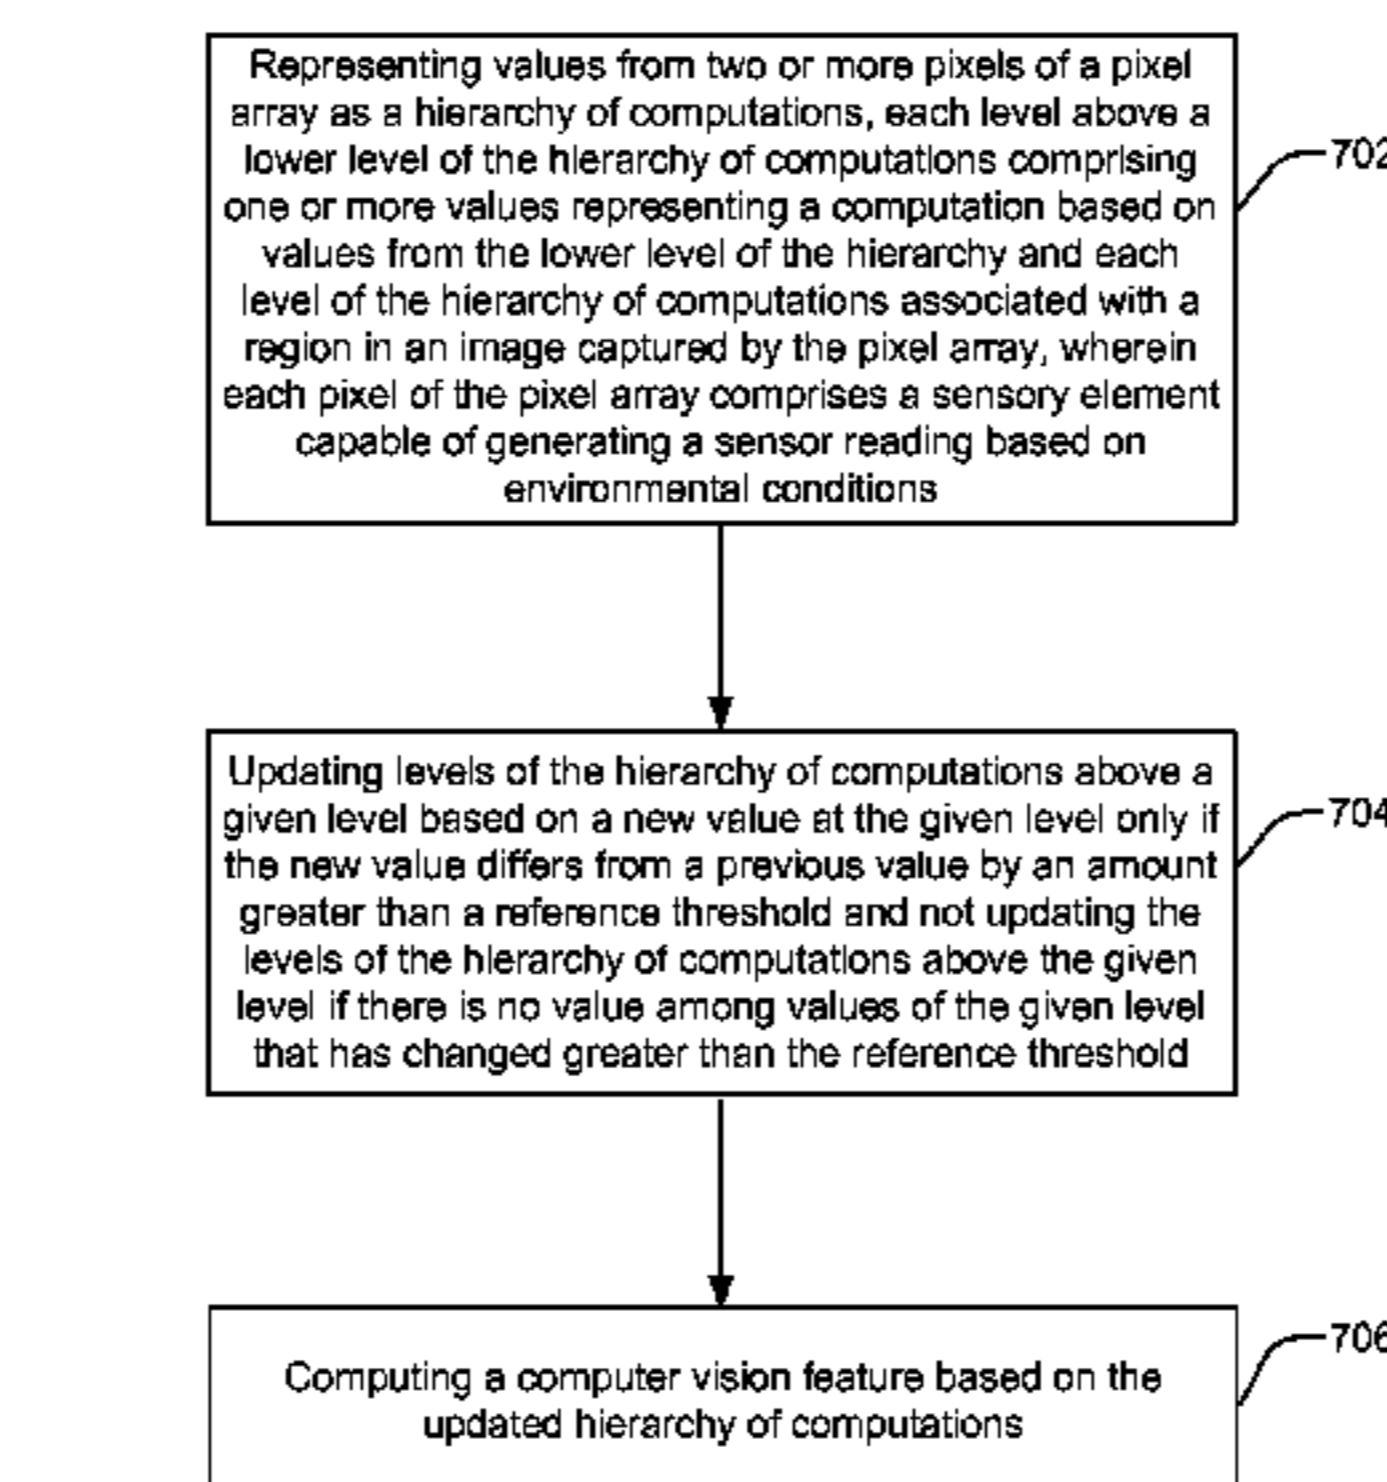 Representing values from two or more pixels of a pixel
array as a hierarchy of computations, each level above a
lower level of the hierarchy of computations comprising
one or more values representing a computation based on
values from the lower level of the hierarchy and each
level of the hierarchy of computations associated with a
region in an image captured by the pixel array, wherein
each pixel of the pixel array comprises a sensory element
capable of generating a sensor reading based on
environmental conditions
702
Updating levels of the hierarchy of computations above a
given level based on a new value at the given level only if
the new value differs from a previous value by an amount
greater than a reference threshold and not updating the
levels of the hierarchy of computations above the given
level if there is no value among values of the given level
that has changed greater than the reference threshold
704
Computing a computer vision feature based on the
updated hierarchy of computations
706